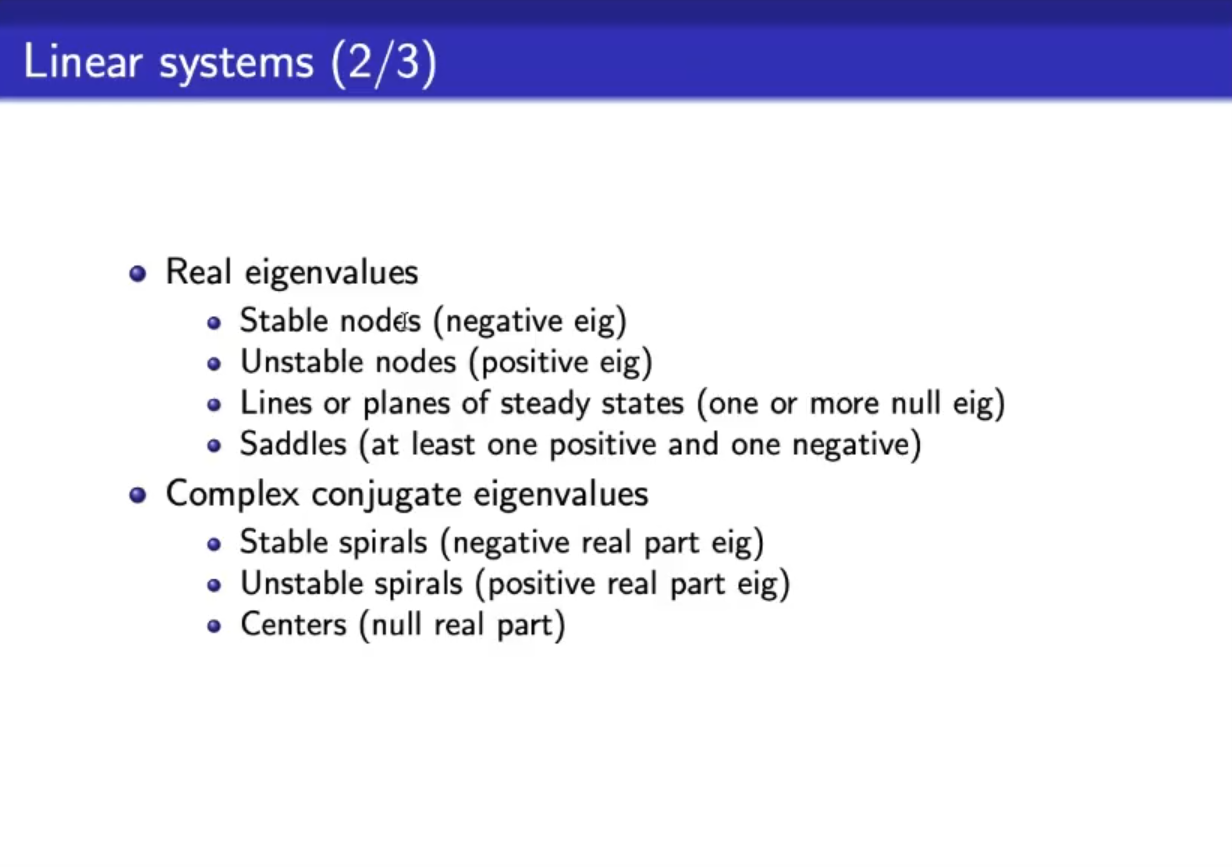 Linear systems (2/3)
Real eigenvalues
Stable nodes (negative eig)
Unstable nodes (positive eig)
Lines or planes of steady states (one or more null eig)
Saddles (at least one positive and one negative)
Complex conjugate eigenvalues
Stable spirals (negative real part eig)
Unstable spirals (positive real part eig)
Centers (null real part)